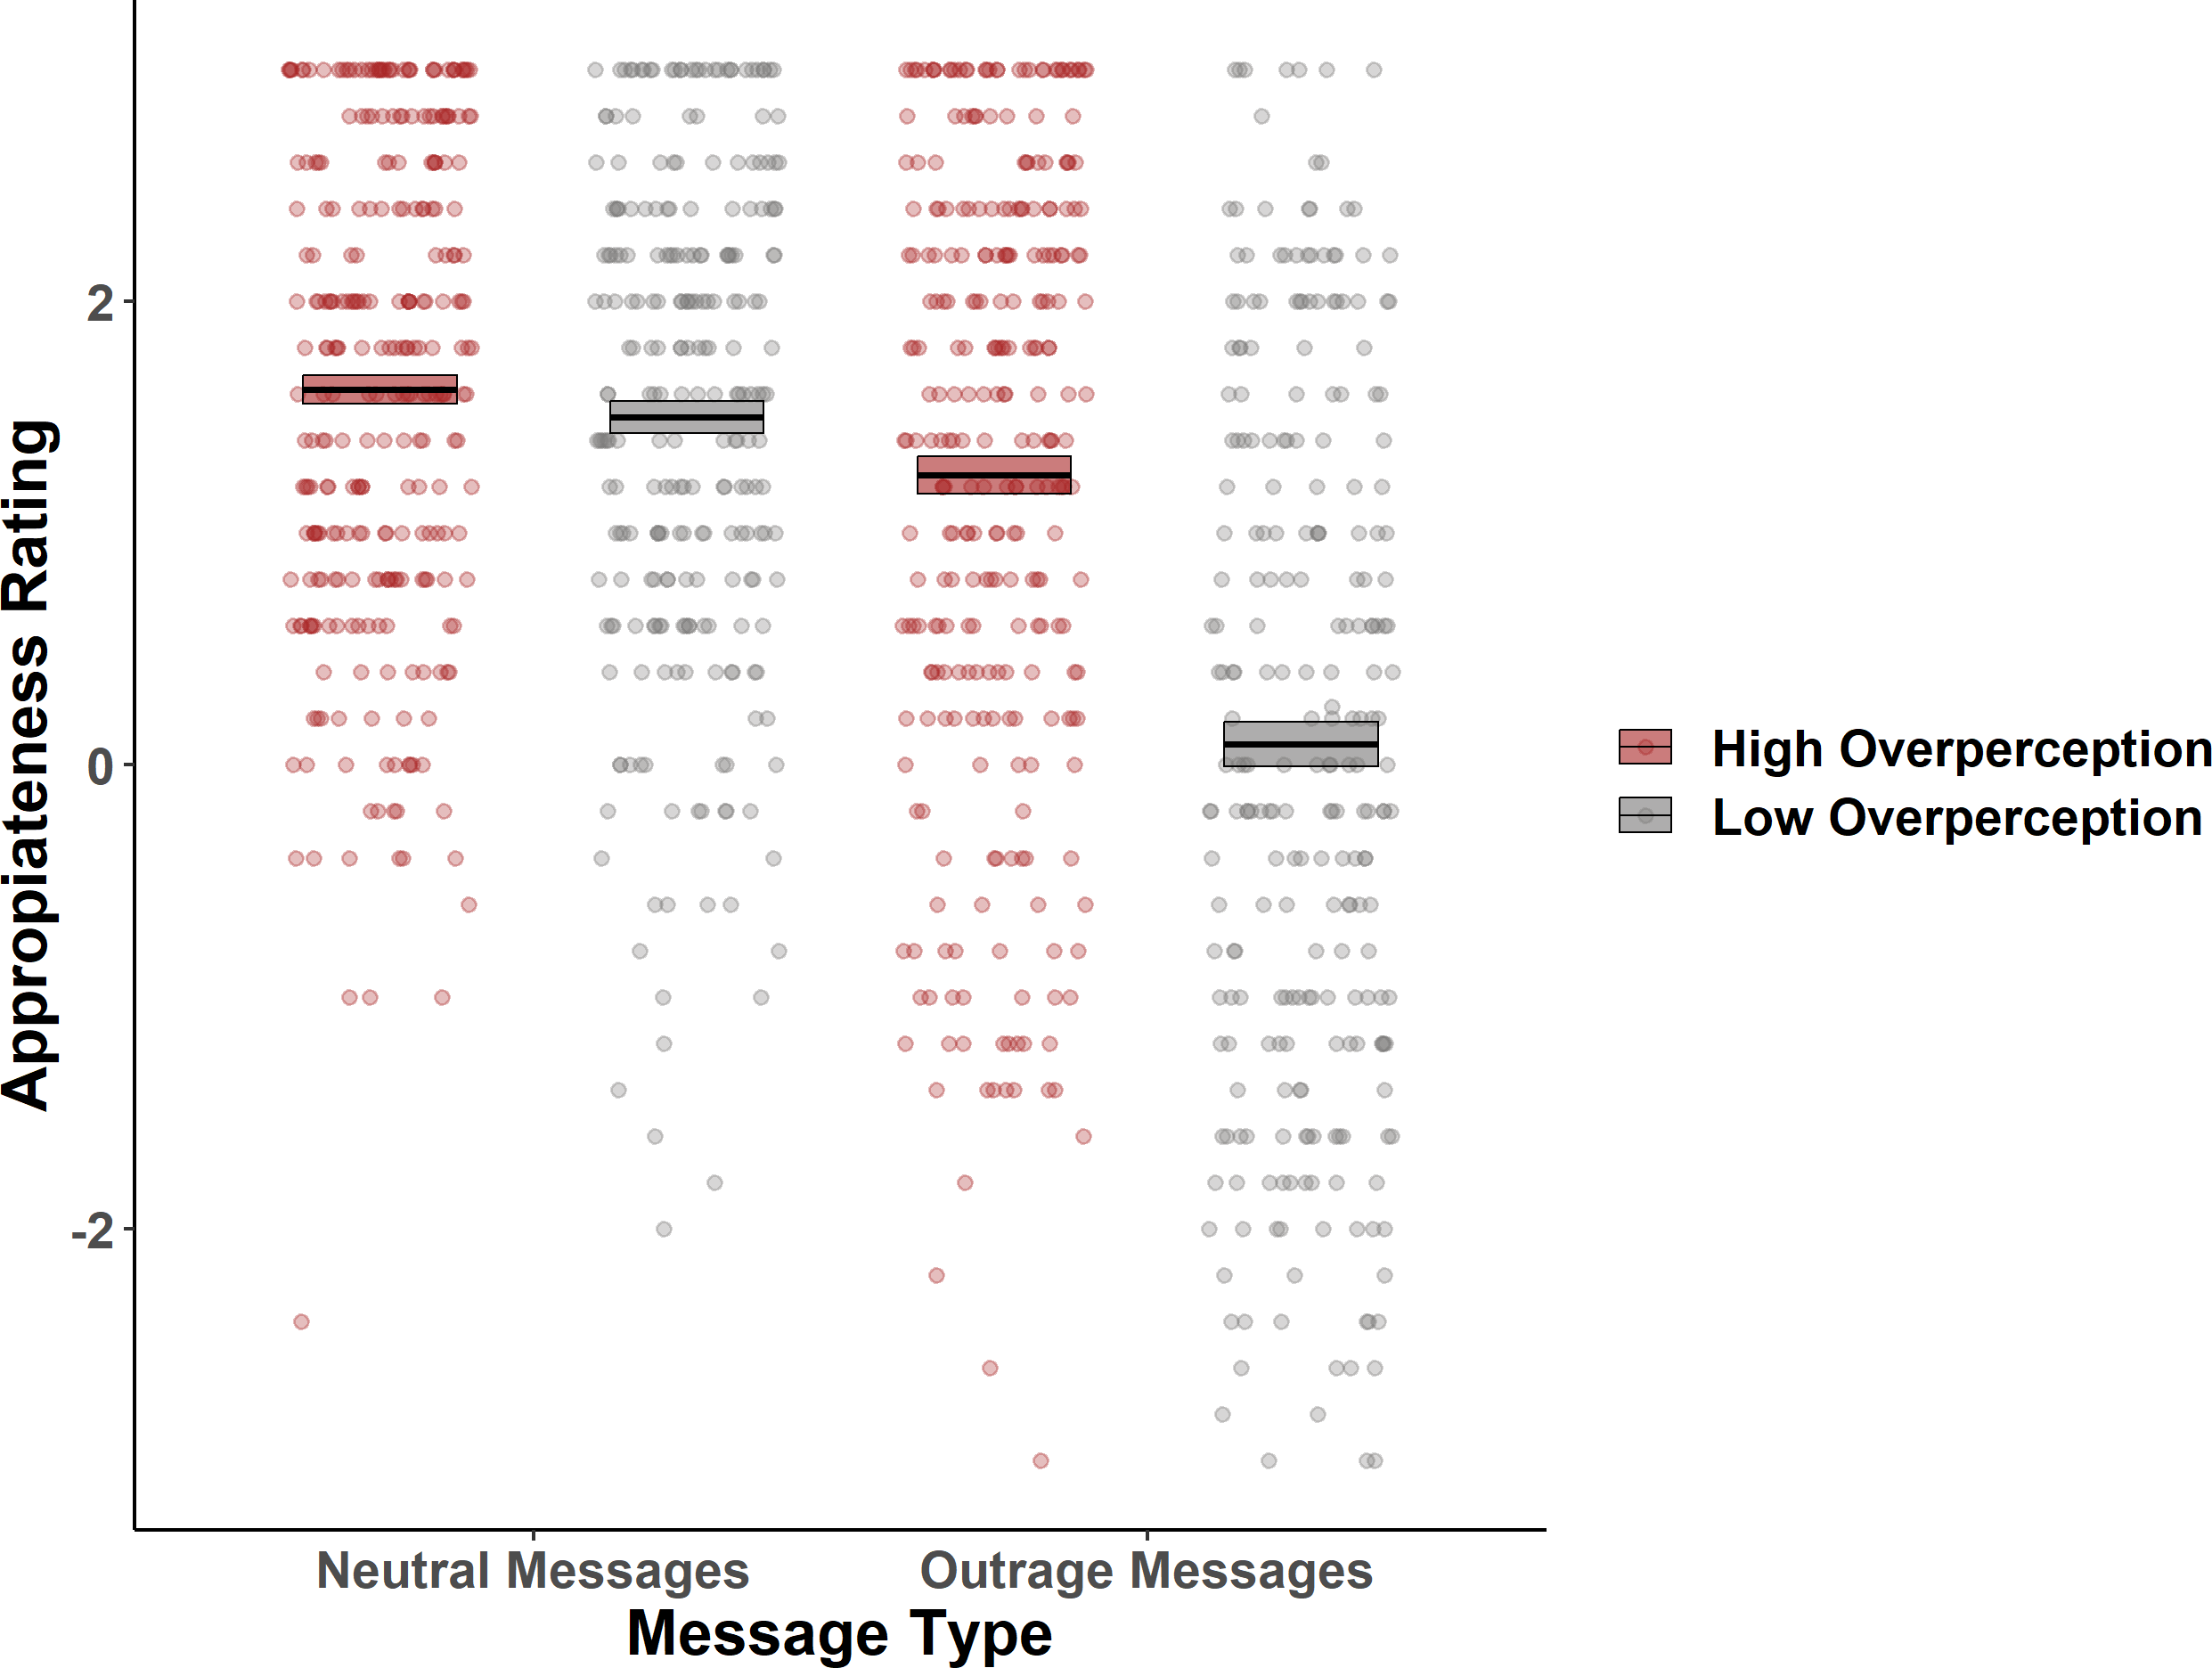 Appropiateness Rating
2
0
-2
Neutral Messages
Outrage Messages
Message Type
High Overperception
Low Overperception